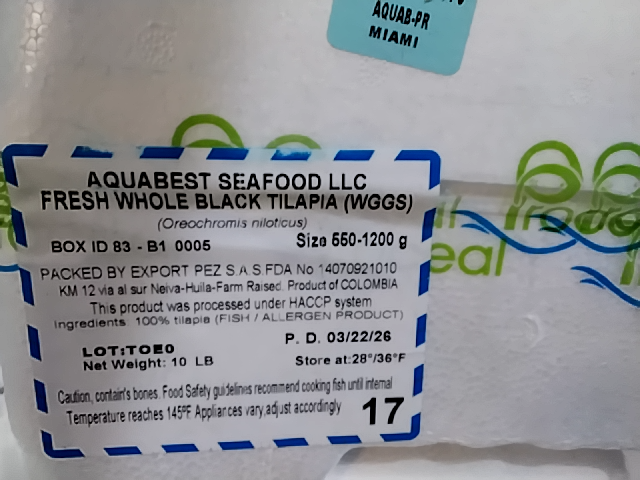 AQUAB-PR
MIAMI
AQUABEST SEAFOOD LLC
FRESH WHOLE BLACK TILAPIA (WGGS)
(Oreochromis niloticus)
BOX ID 83 - B1 0005 Size 550-1200 g
PACKED BY EXPORT PEZ S.A.S.FDA No 14070921010
KM 12 via al sur Neiva-Huila-Farm Raised. Product of COLOMBIA
This product was processed under HACCP system
Ingredients: 100% tilapia (FISH / ALLERGEN PRODUCT)
P. D. 03/22/26
LOT:TOE0
Net Weight: 10 LB Store at:28°/36°F
Caution, contain's bones. Food Safety guidelines recommend cooking fish until internal
Temperature reaches 145ºF. Appliances vary,adjust accordingly
17
eal